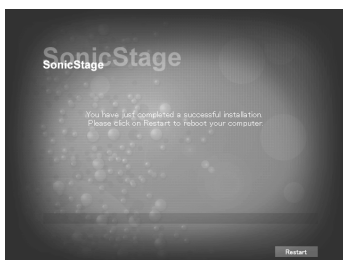 SonicStage
SonicStage
You have just completed a successful installation
Please click on Restart to reboot your computer
Restart